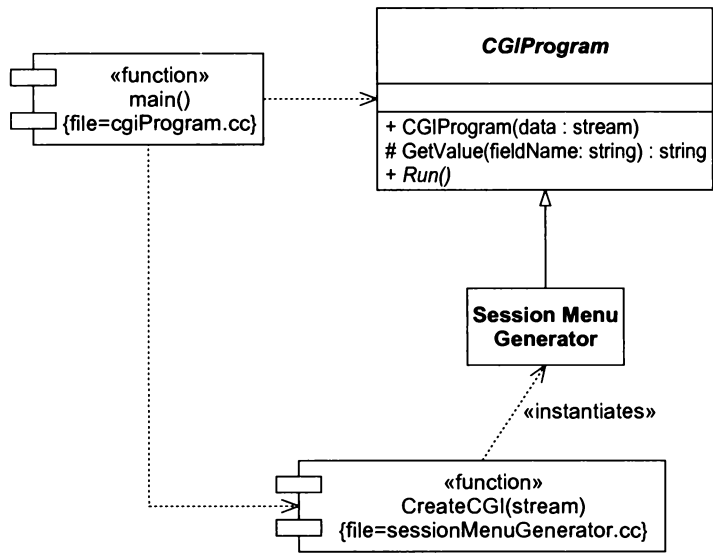 CGIProgram
«function»
main()
{file=cgiProgram.cc}
+ CGIProgram(data : stream)
# GetValue(fieldName: string) : string
+ Run()
Session Menu
Generator
«instantiates»
«function»
CreateCGI(stream)
{file=sessionMenuGenerator.cc}